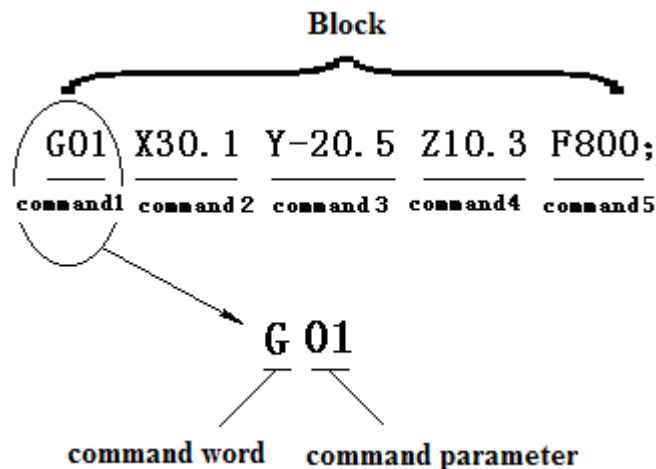 Block
G01 X30.1 Y-20.5 Z10.3 F800;
command1 command2 command3 command4 command5
G 01
command word command parameter